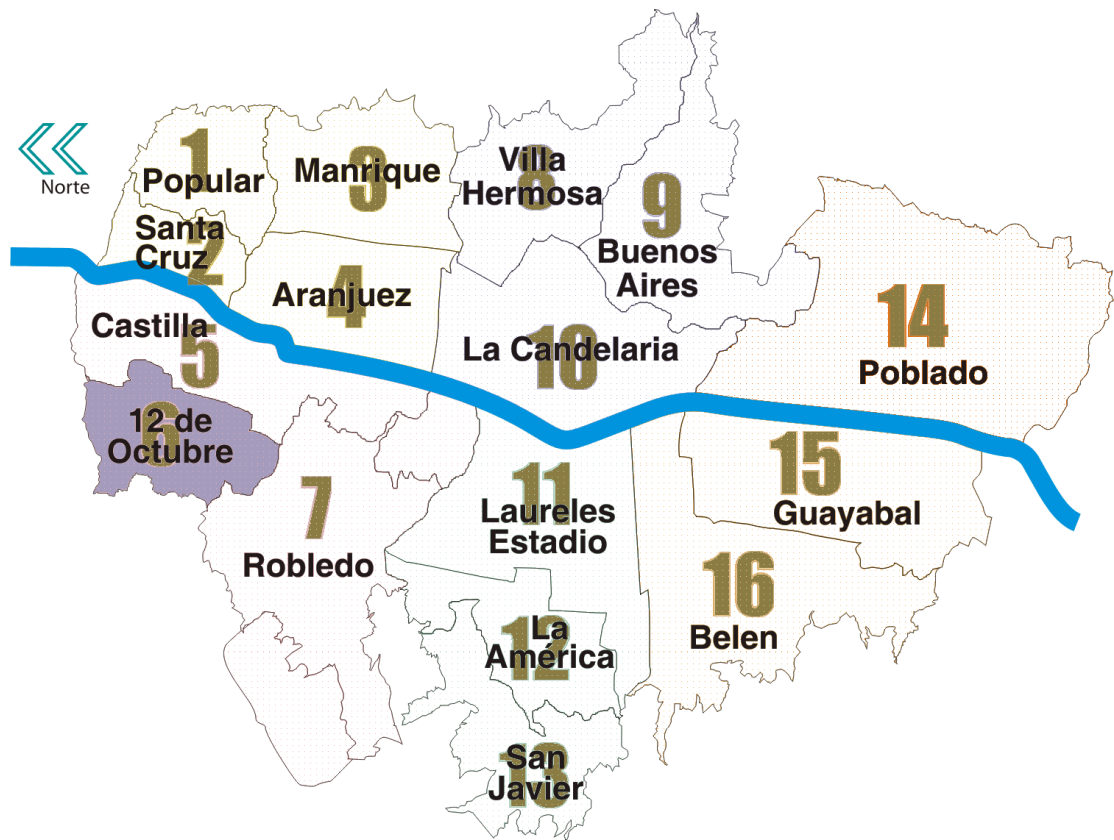 Norte
1
Popular
3
Manrique
8
Villa
Hermosa
9
Buenos
Aires
2
Santa
Cruz
4
Aranjuez
14
Poblado
5
Castilla
10
La Candelaria
6
12 de
Octubre
7
Robledo
11
Laureles
Estadio
15
Guayabal
16
Belen
12
La
América
13
San
Javier